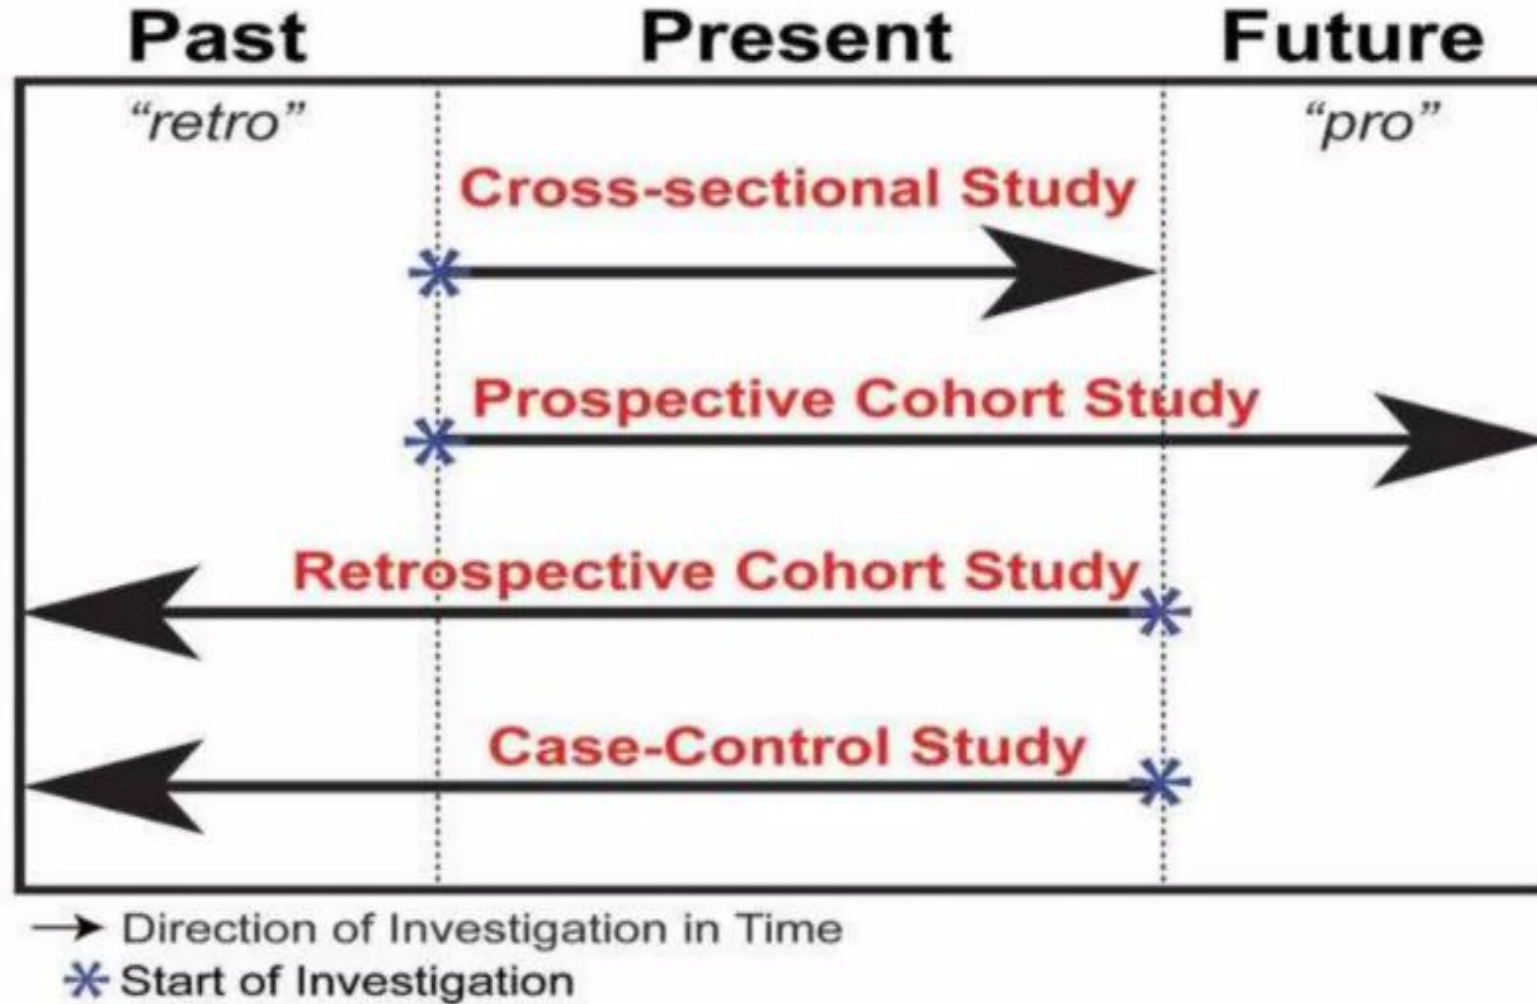 Past Present Future
“retro” “pro”
Cross-sectional Study
Prospective Cohort Study
Retrospective Cohort Study
Case-Control Study
Direction of Investigation in Time
Start of Investigation